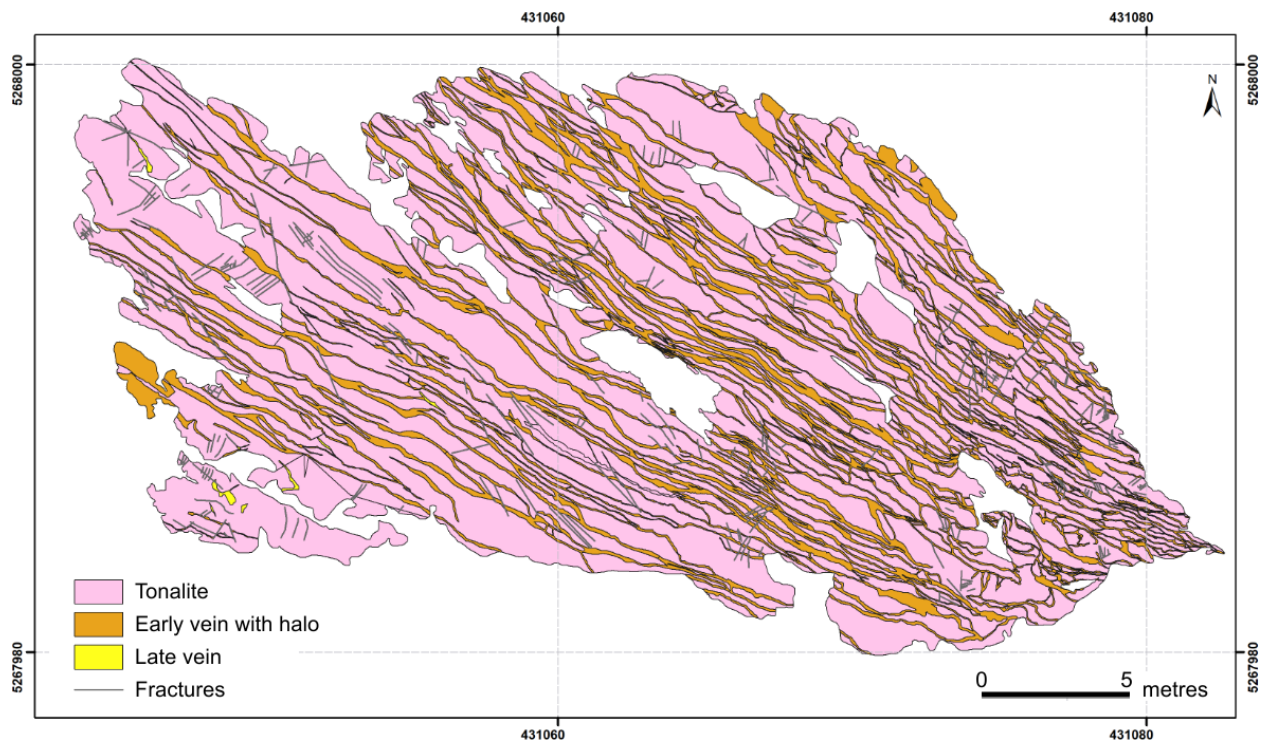 431060 431080
5268000 5268000
N
Tonalite
Early vein with halo
Late vein
Fractures
5267980 5267980
0 5 metres
431060 431080